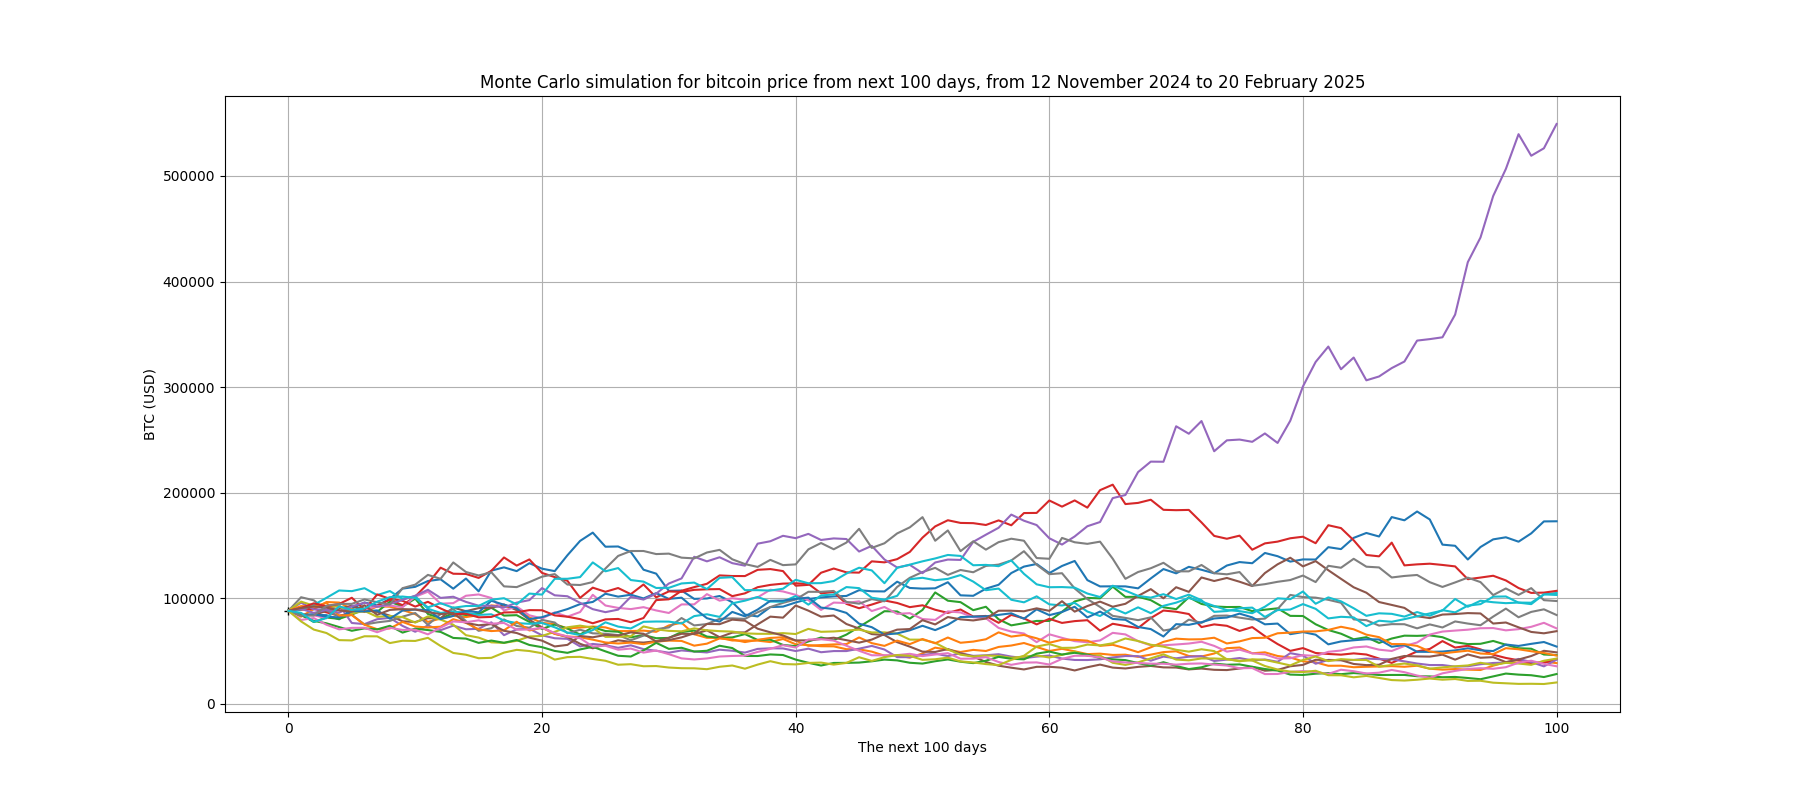 Monte Carlo simulation for bitcoin price from next 100 days, from 12 November 2024 to 20 February 2025
500000
400000
300000
200000
100000
0
BTC (USD)
0 20 40 60 80 100
The next 100 days